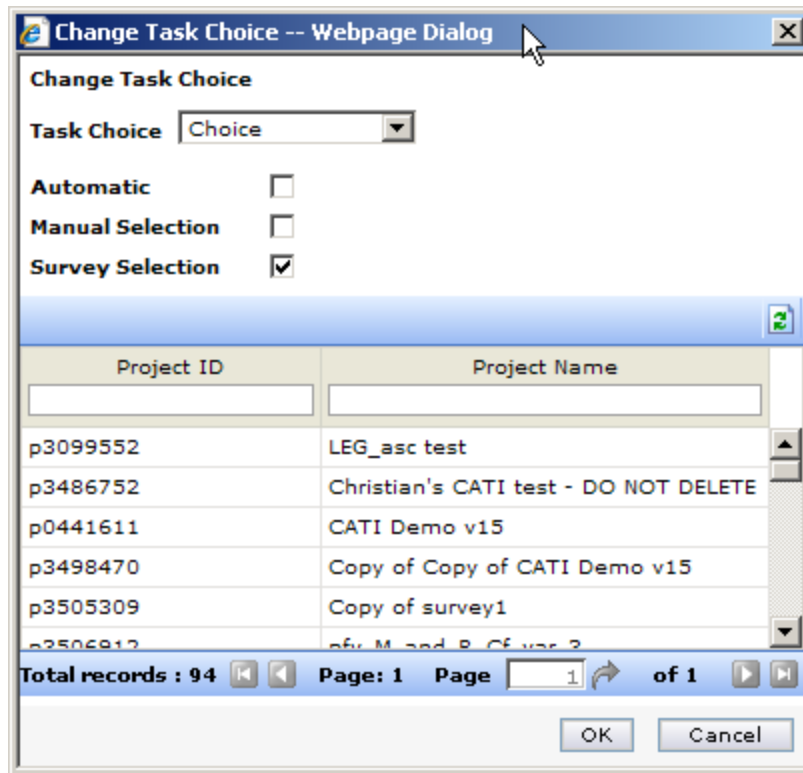 Change Task Choice -- Webpage Dialog
Change Task Choice
Task Choice Choice
Automatic
Manual Selection
Survey Selection
Project ID Project Name
p3099552 LEG_asc test
p3486752 Christian's CATI test - DO NOT DELETE
p0441611 CATI Demo v15
p3498470 Copy of Copy of CATI Demo v15
p3505309 Copy of survey1
Total records : 94 Page: 1 Page 1 of 1
OK Cancel